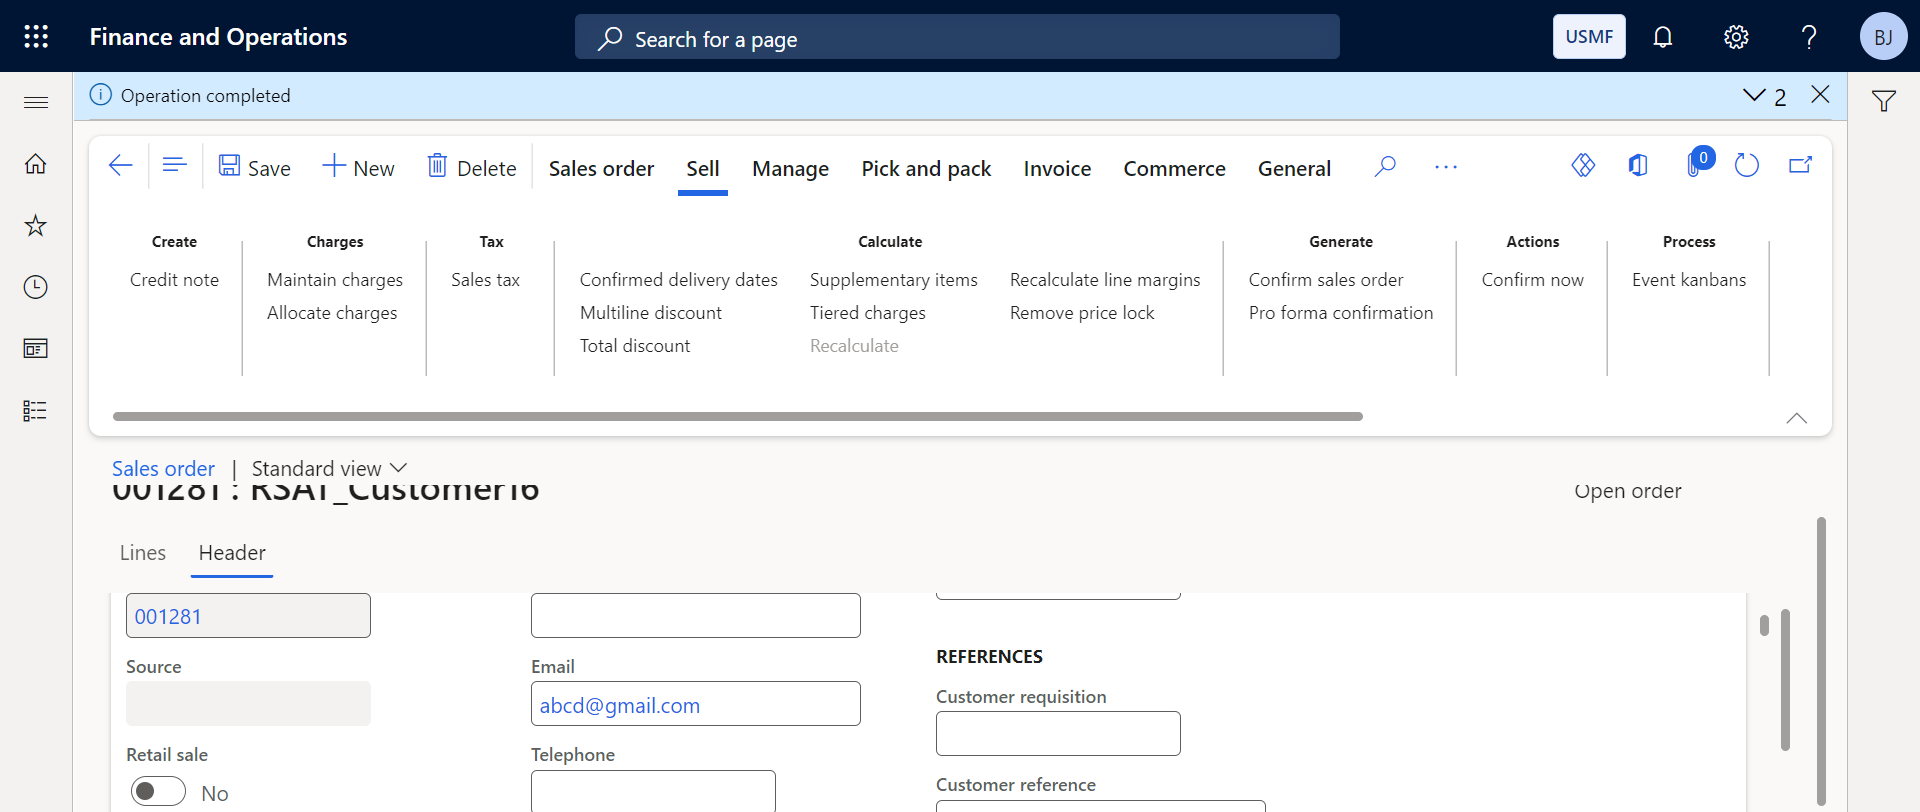 Finance and Operations
Search for a page
USMF
BJ
Operation completed
2
Save
New
Delete
Sales order
Sell
Manage
Pick and pack
Invoice
Commerce
General
0
Create
Credit note
Charges
Maintain charges
Allocate charges
Tax
Sales tax
Calculate
Confirmed delivery dates
Supplementary items
Recalculate line margins
Multiline discount
Tiered charges
Remove price lock
Total discount
Recalculate
Generate
Confirm sales order
Pro forma confirmation
Actions
Confirm now
Process
Event kanbans
Sales order | Standard view
001281 : RSAT_Customer16
Open order
Lines
Header
001281
Source
Retail sale
No
Email
abcd@gmail.com
Telephone
REFERENCES
Customer requisition
Customer reference